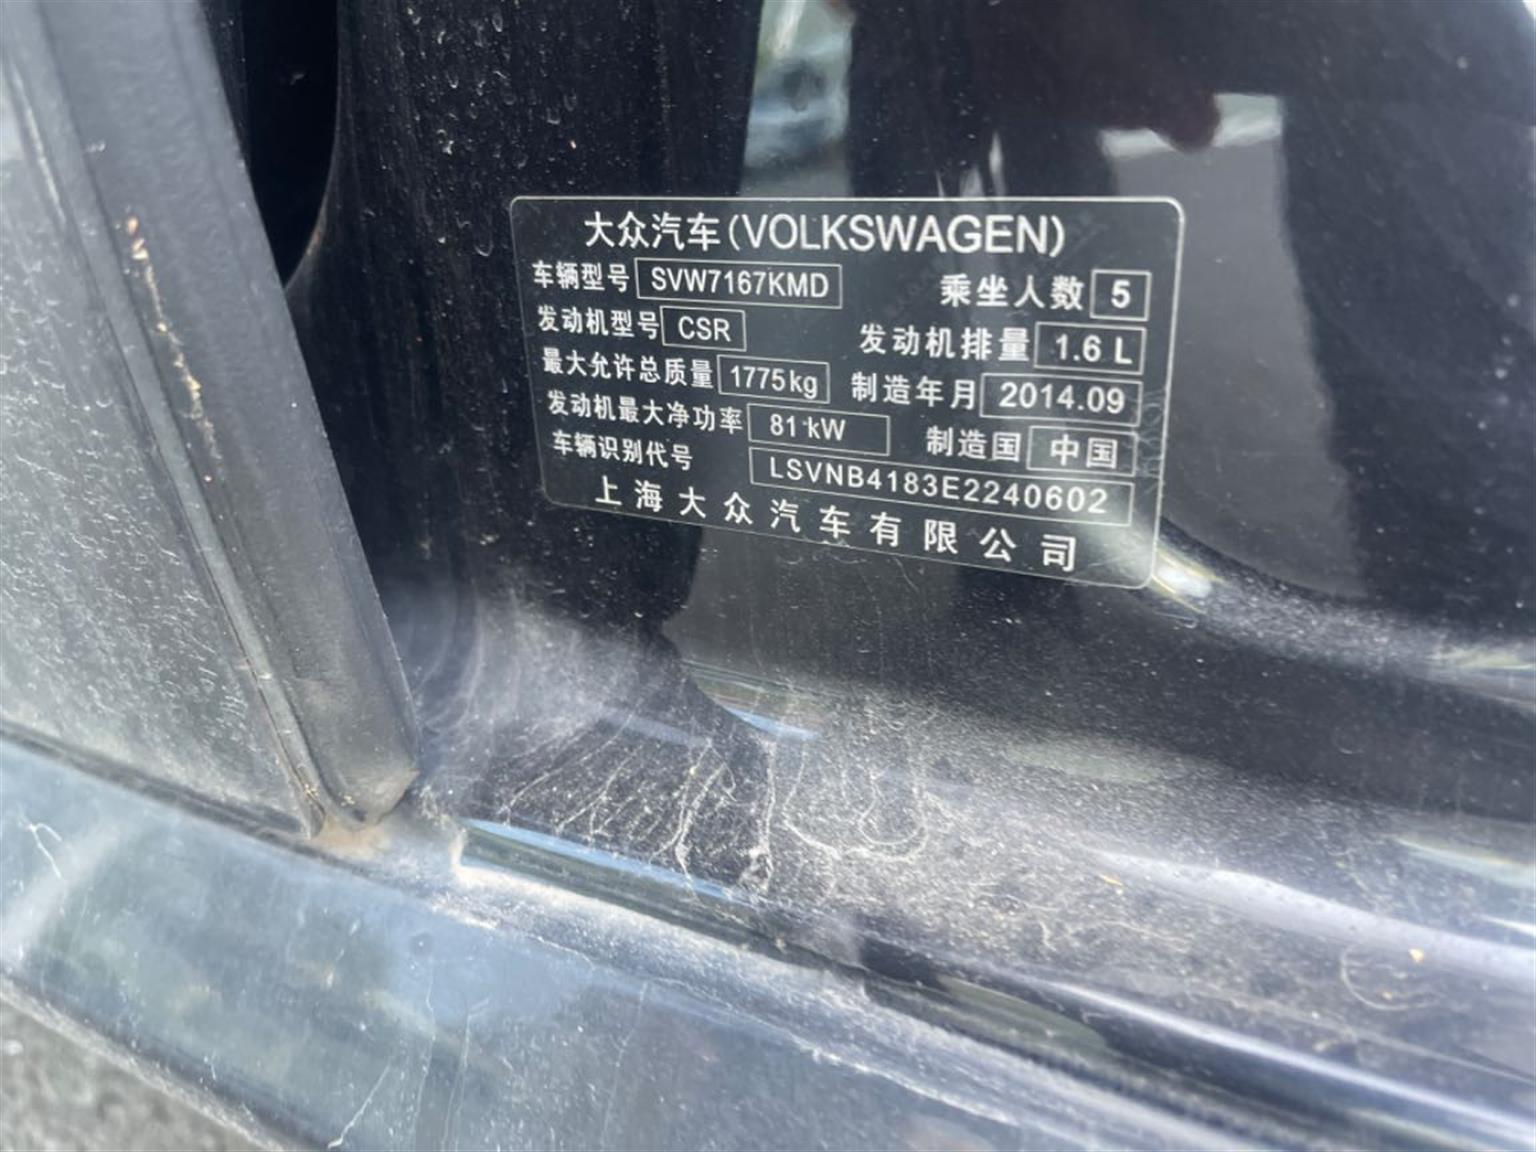 大众汽车(VOLKSWAGEN)
车辆型号 SVW7167KMD 乘坐人数 5
发动机型号 CSR 发动机排量 1.6 L
最大允许总质量 1775kg 制造年月 2014.09
发动机最大净功率 81 kW 制造国 中国
车辆识别代号 LSVNB4183E2240602
上海大众汽车有限公司